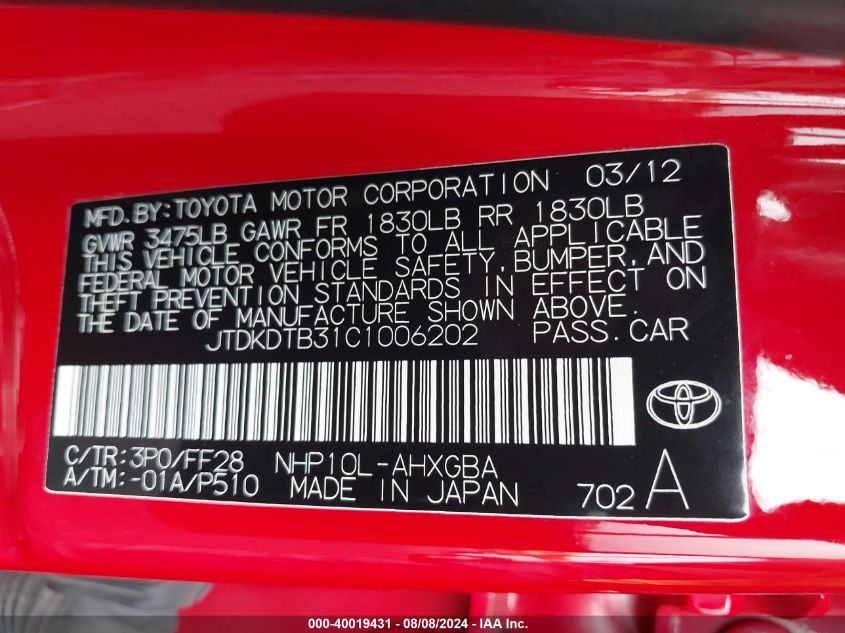 MFD. BY: TOYOTA MOTOR CORPORATION 03/12
GVWR 3475LB GAWR FR 1830LB RR 1830LB
THIS VEHICLE CONFORMS TO ALL APPLICABLE
FEDERAL MOTOR VEHICLE SAFETY, BUMPER, AND
THEFT PREVENTION STANDARDS IN EFFECT ON
THE DATE OF MANUFACTURE SHOWN ABOVE.
JTDKDTB31C1006202 PASS. CAR
C/TR: 3P0/FF28 NHP10L-AHXGBA
A/TM: -01A/P510 MADE IN JAPAN 702 A
000-40019431 - 08/08/2024 - IAA Inc.